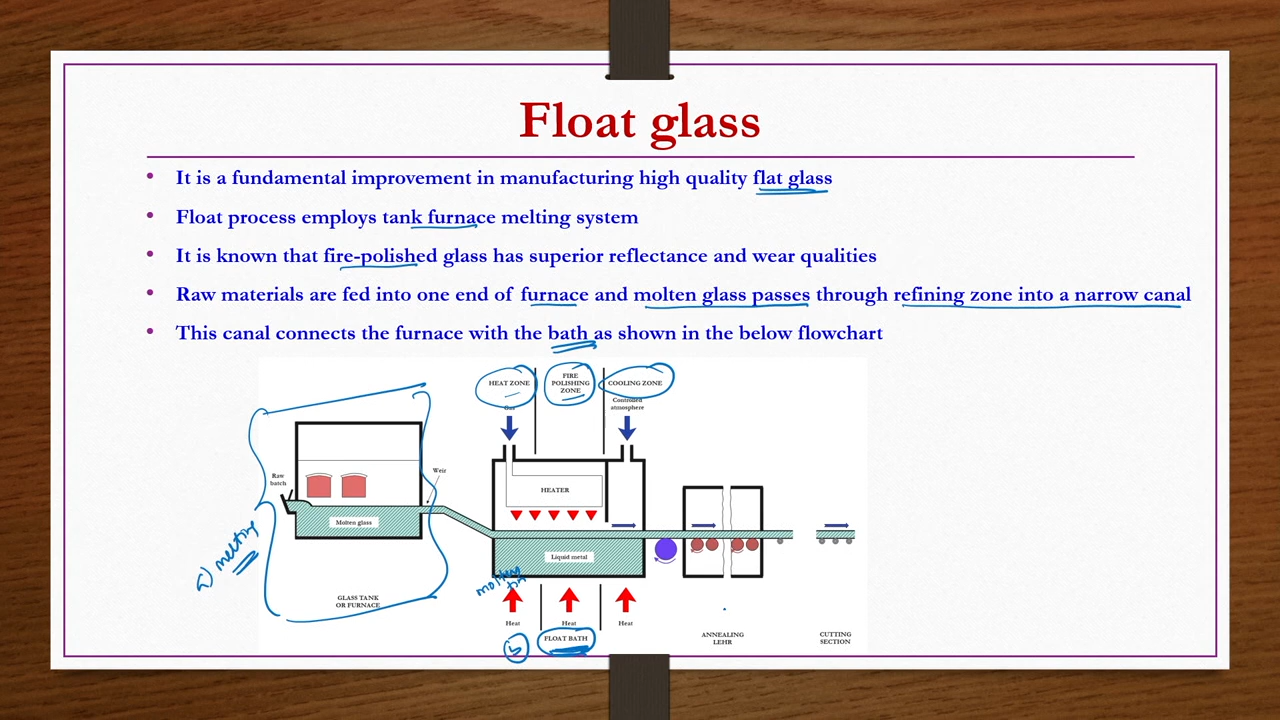 Float glass
• It is a fundamental improvement in manufacturing high quality flat glass
• Float process employs tank furnace melting system
• It is known that fire-polished glass has superior reflectance and wear qualities
• Raw materials are fed into one end of furnace and molten glass passes through refining zone into a narrow canal
• This canal connects the furnace with the bath as shown in the below flowchart
HEAT ZONE
FIRE
POLISHING
ZONE
COOLING ZONE
Gas
Controlled
atmosphere
Raw
batch
Weir
HEATER
Molten glass
Liquid metal
a) melting
molten
tin
GLASS TANK
OR FURNACE
Heat
Heat
Heat
b
FLOAT BATH
ANNEALING
LEHR
CUTTING
SECTION